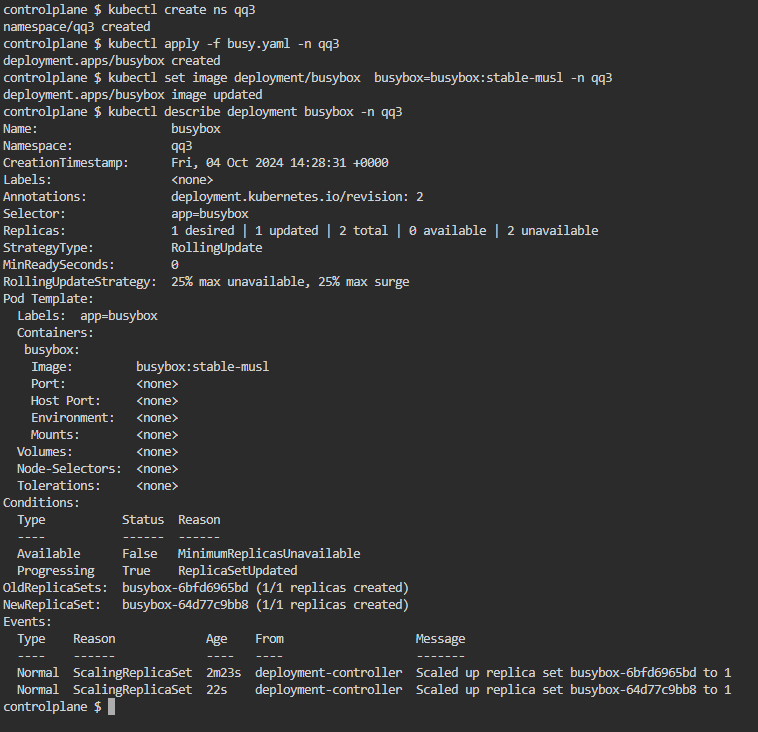 controlplane $ kubectl create ns qq3
namespace/qq3 created
controlplane $ kubectl apply -f busy.yaml -n qq3
deployment.apps/busybox created
controlplane $ kubectl set image deployment/busybox  busybox=busybox:stable-musl -n qq3
deployment.apps/busybox image updated
controlplane $ kubectl describe deployment busybox -n qq3
Name:                   busybox
Namespace:              qq3
CreationTimestamp:      Fri, 04 Oct 2024 14:28:31 +0000
Labels:                 <none>
Annotations:            deployment.kubernetes.io/revision: 2
Selector:               app=busybox
Replicas:               1 desired | 1 updated | 2 total | 0 available | 2 unavailable
StrategyType:           RollingUpdate
MinReadySeconds:        0
RollingUpdateStrategy:  25% max unavailable, 25% max surge
Pod Template:
  Labels:  app=busybox
  Containers:
   busybox:
    Image:         busybox:stable-musl
    Port:          <none>
    Host Port:     <none>
    Environment:   <none>
    Mounts:        <none>
  Volumes:         <none>
  Node-Selectors:  <none>
  Tolerations:     <none>
Conditions:
  Type           Status  Reason
  ----           ------  ------
  Available      False   MinimumReplicasUnavailable
  Progressing    True    ReplicaSetUpdated
OldReplicaSets:  busybox-6bfd6965bd (1/1 replicas created)
NewReplicaSet:   busybox-64d77c9bb8 (1/1 replicas created)
Events:
  Type    Reason             Age    From                   Message
  ----    ------             ----   ----                   -------
  Normal  ScalingReplicaSet  2m23s  deployment-controller  Scaled up replica set busybox-6bfd6965bd to 1
  Normal  ScalingReplicaSet  22s    deployment-controller  Scaled up replica set busybox-64d77c9bb8 to 1
controlplane $